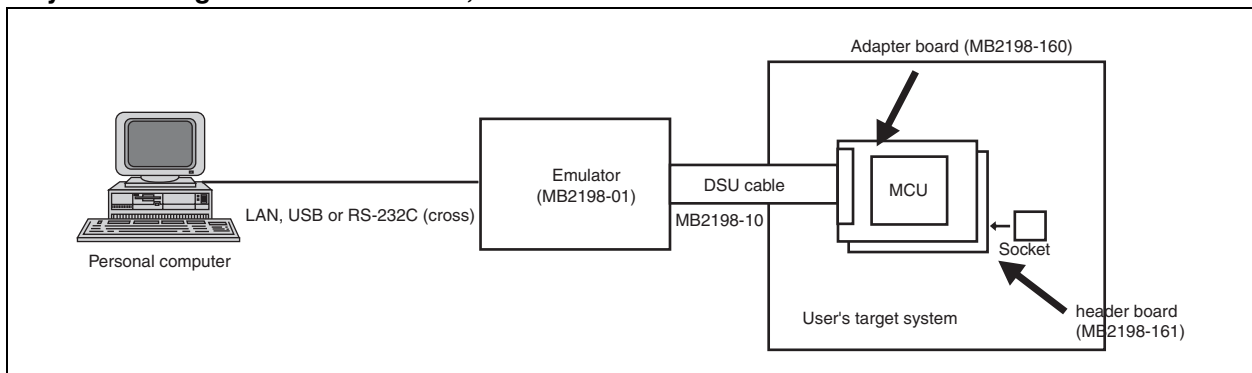 Adapter board (MB2198-160)
Emulator
(MB2198-01)
DSU cable
MCU
LAN, USB or RS-232C (cross)
MB2198-10
Socket
Personal computer
User's target system
header board
(MB2198-161)